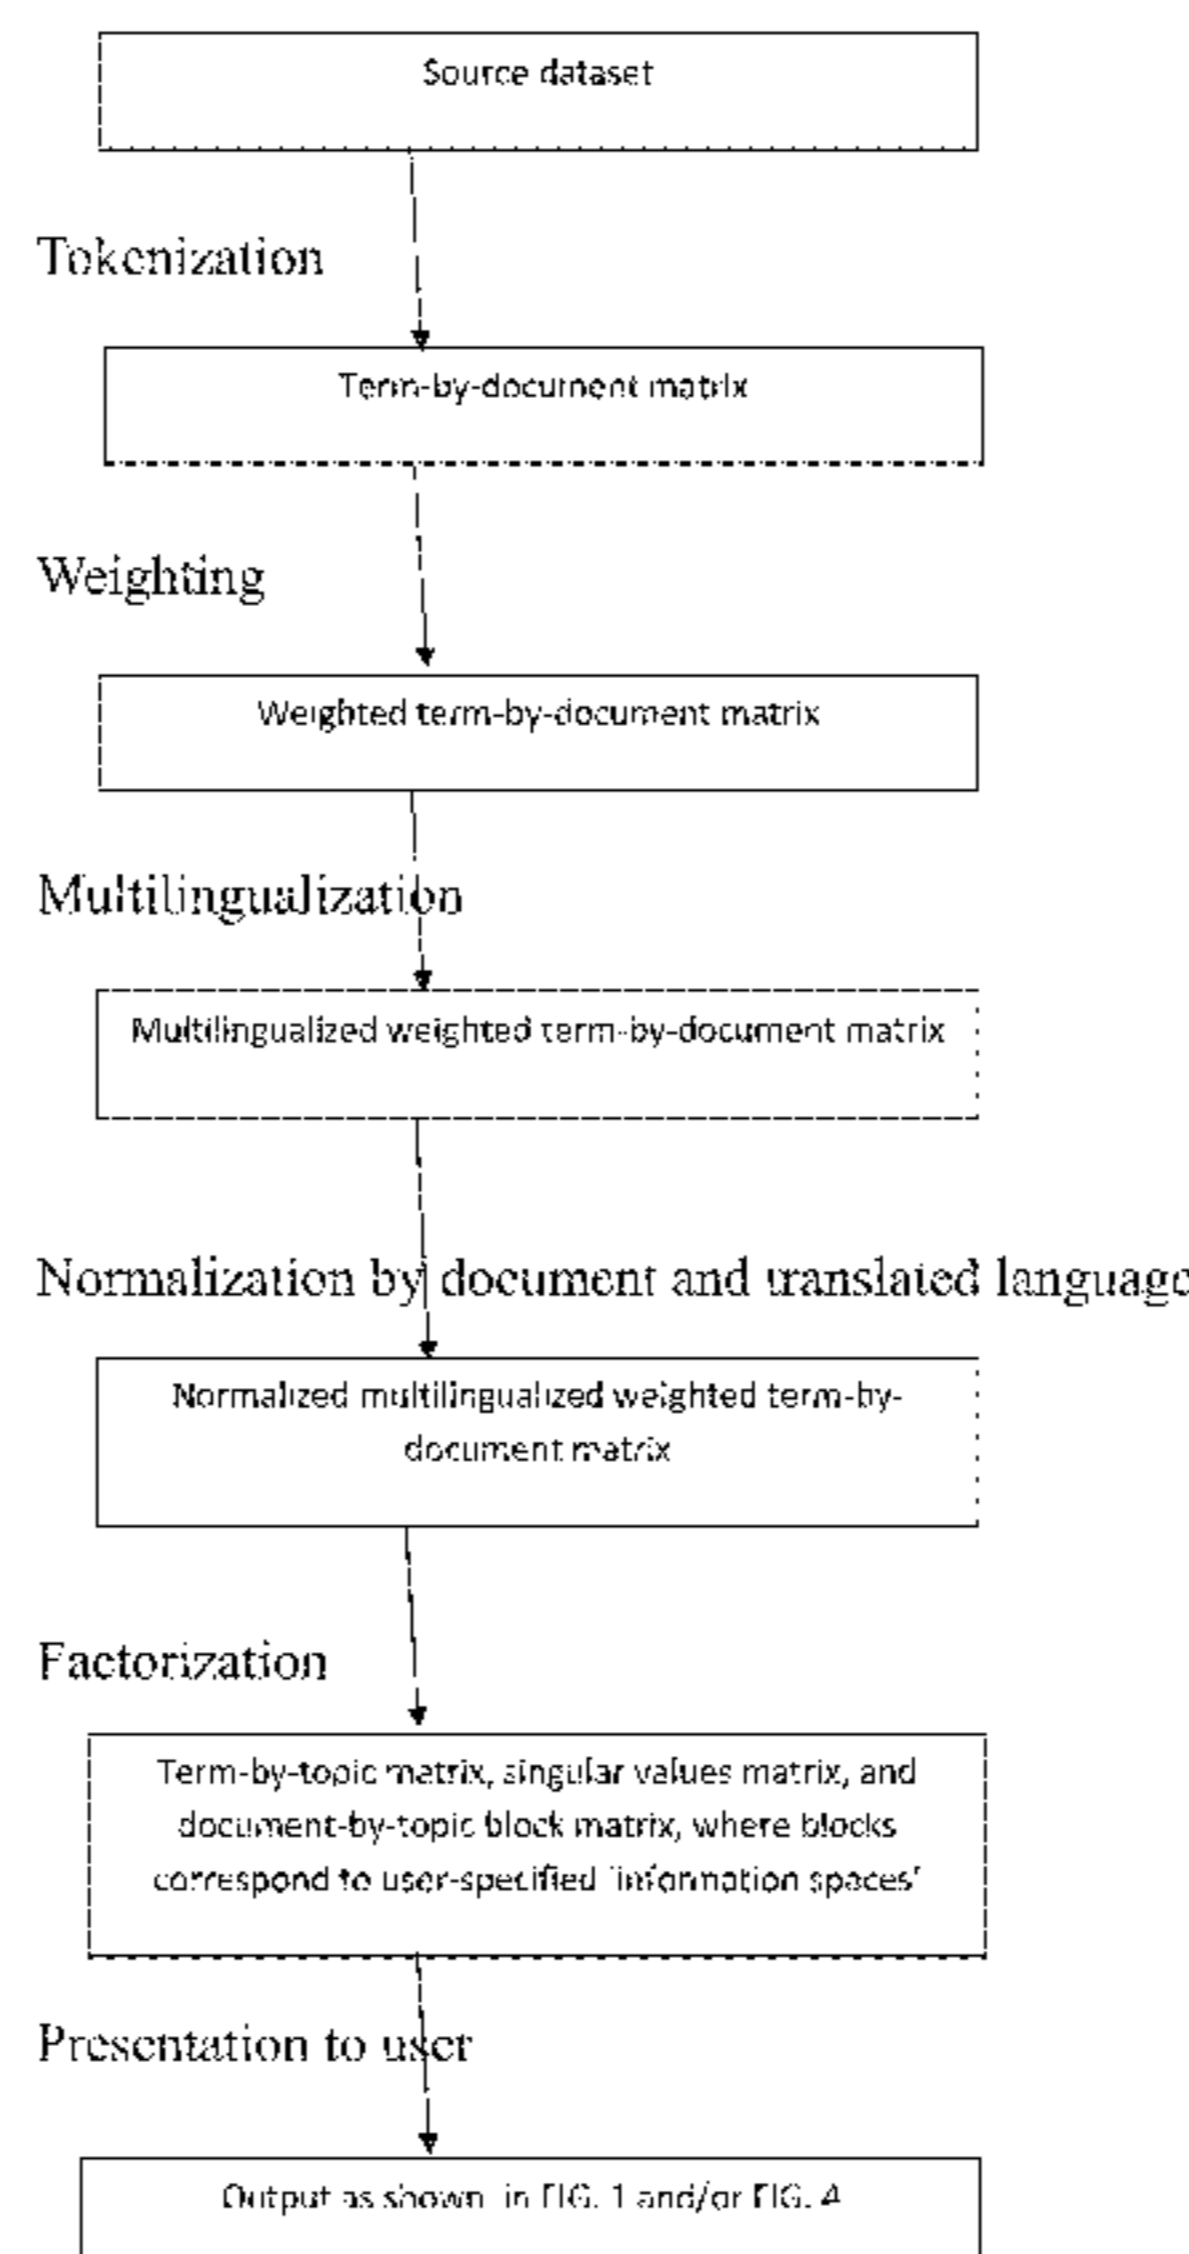 Source dataset
Tokenization
Term-by-document matrix
Weighting
Weighted term-by-document matrix
Multilingualization
Multilingualized weighted term-by-document matrix
Normalization by document and translated language
Normalized multilingualized weighted term-by-
document matrix
Factorization
Term-by-topic matrix, singular values matrix, and
document-by-topic block matrix, where blocks
correspond to user-specified 'information spaces'
Presentation to user
Output as shown in FIG. 1 and/or FIG. 4